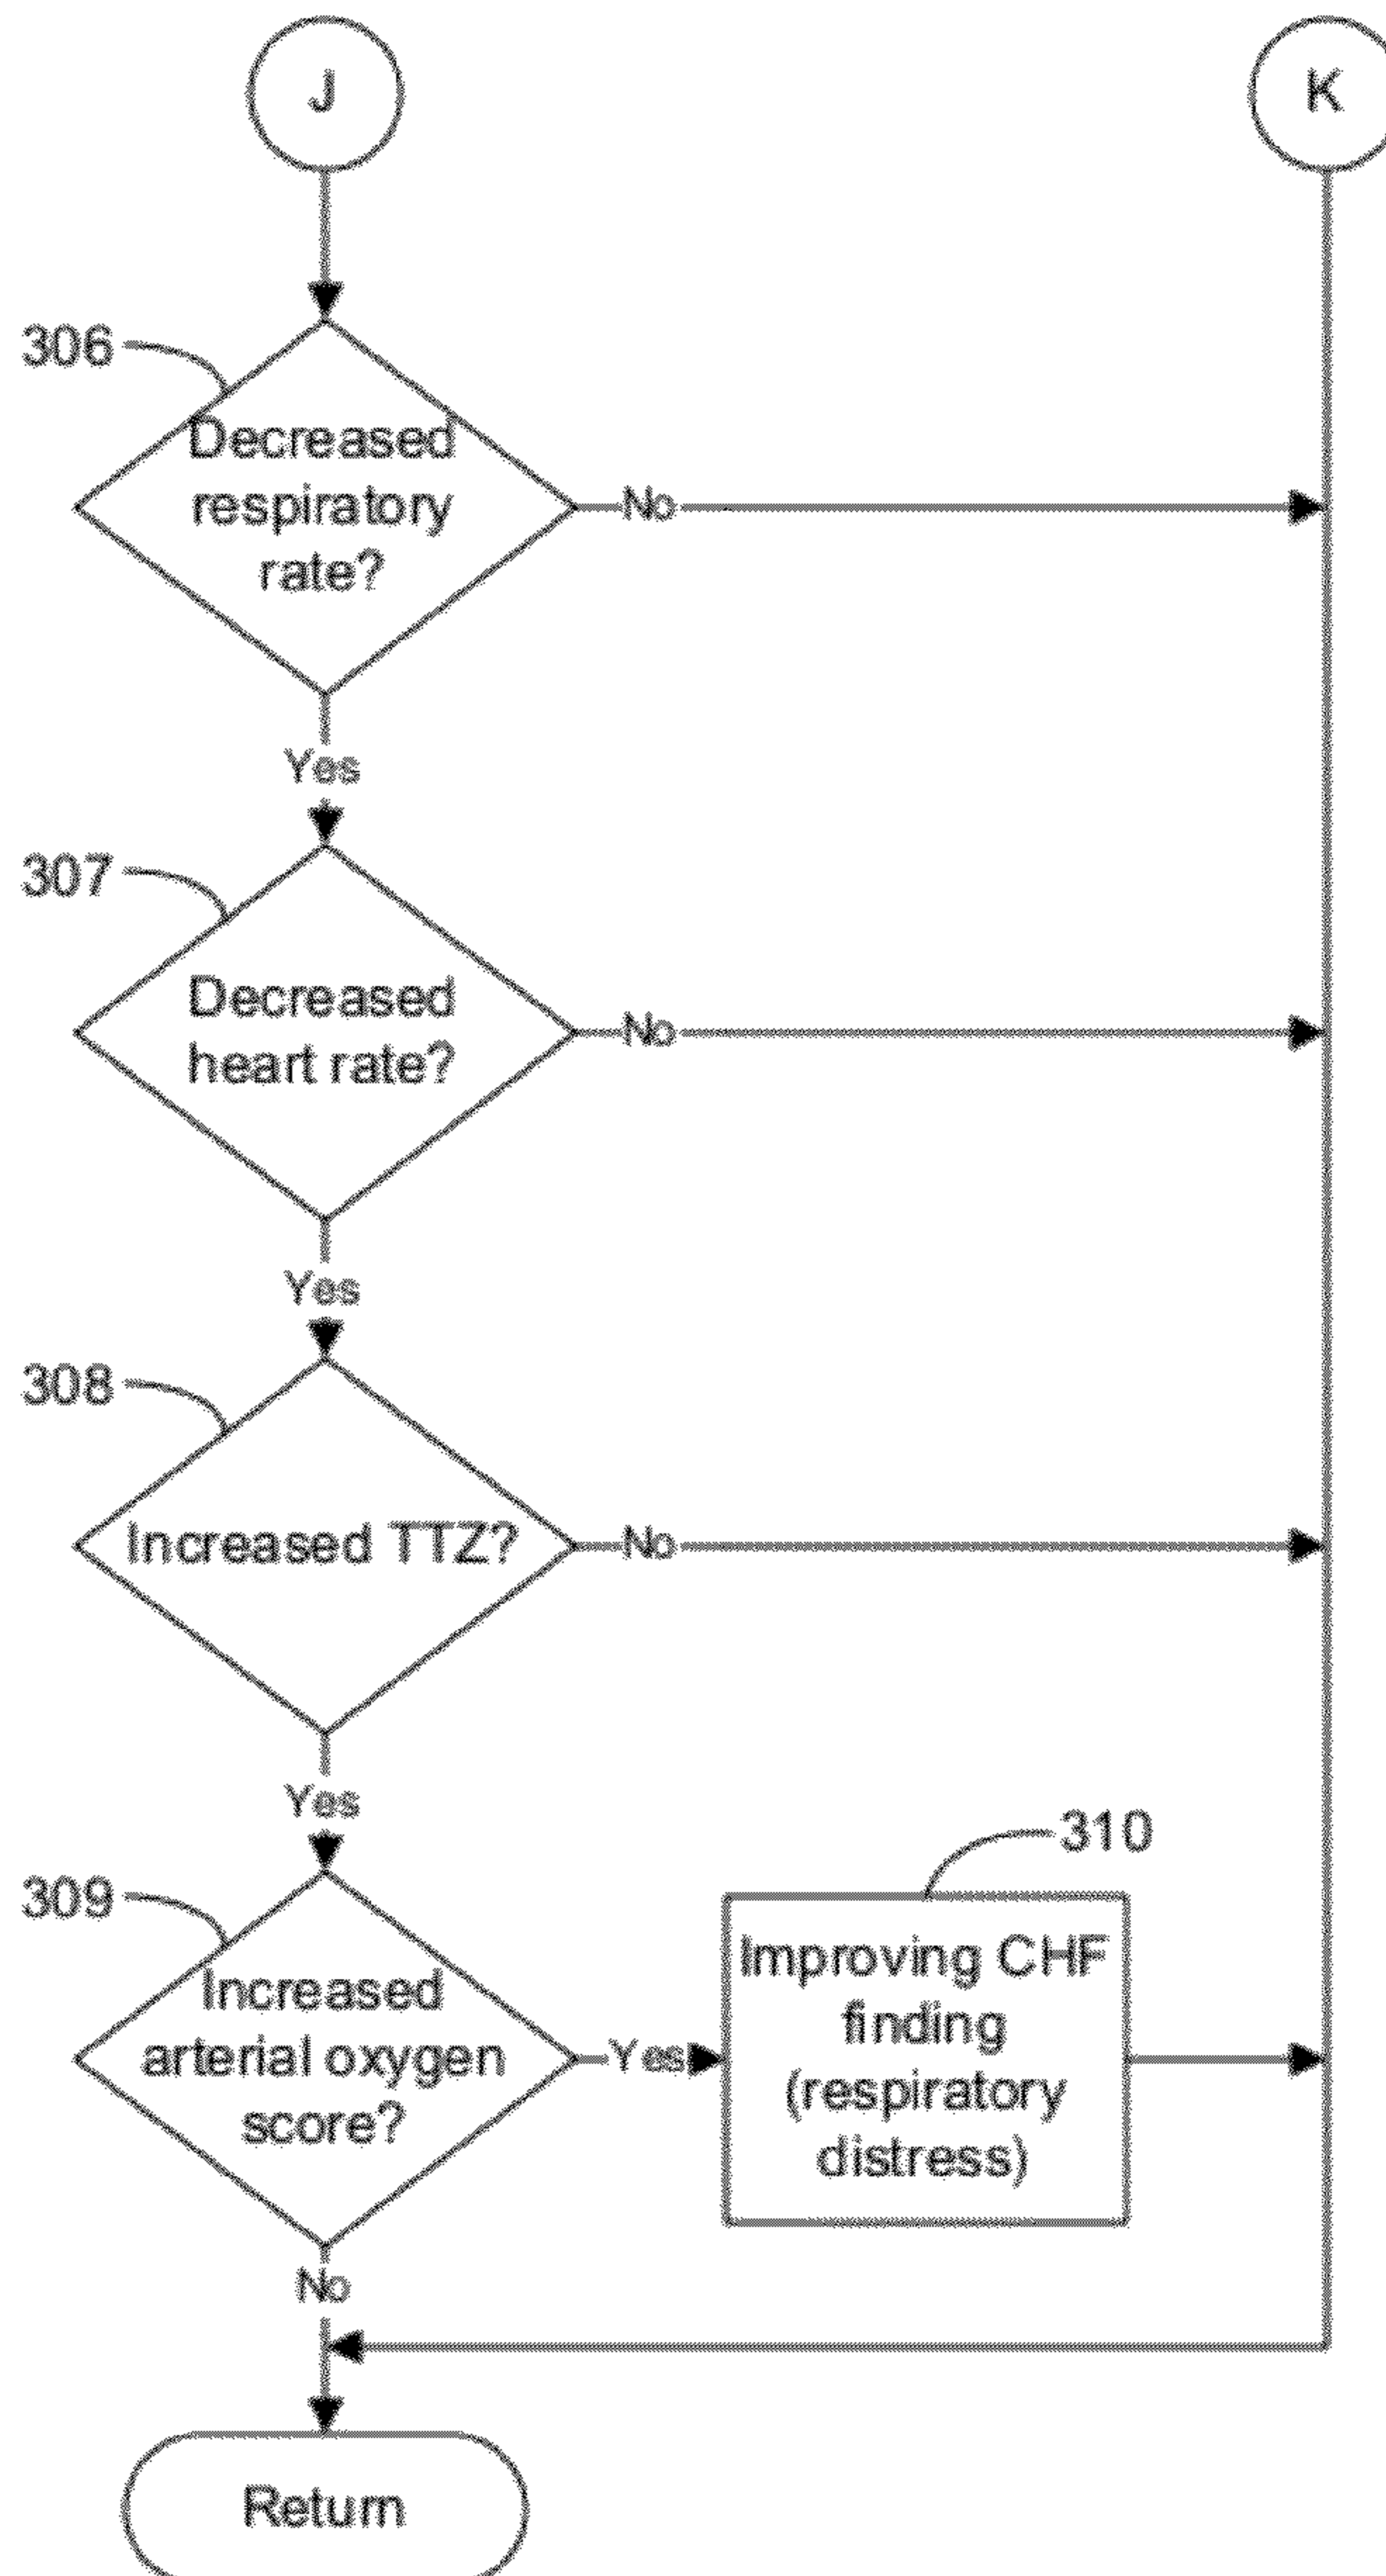 J
K
306
Decreased
respiratory
rate?
No
Yes
307
Decreased
heart rate?
No
Yes
308
Increased TTZ?
No
Yes
309
Increased
arterial oxygen
score?
Yes
310
Improving CHF
finding
(respiratory
distress)
No
Return